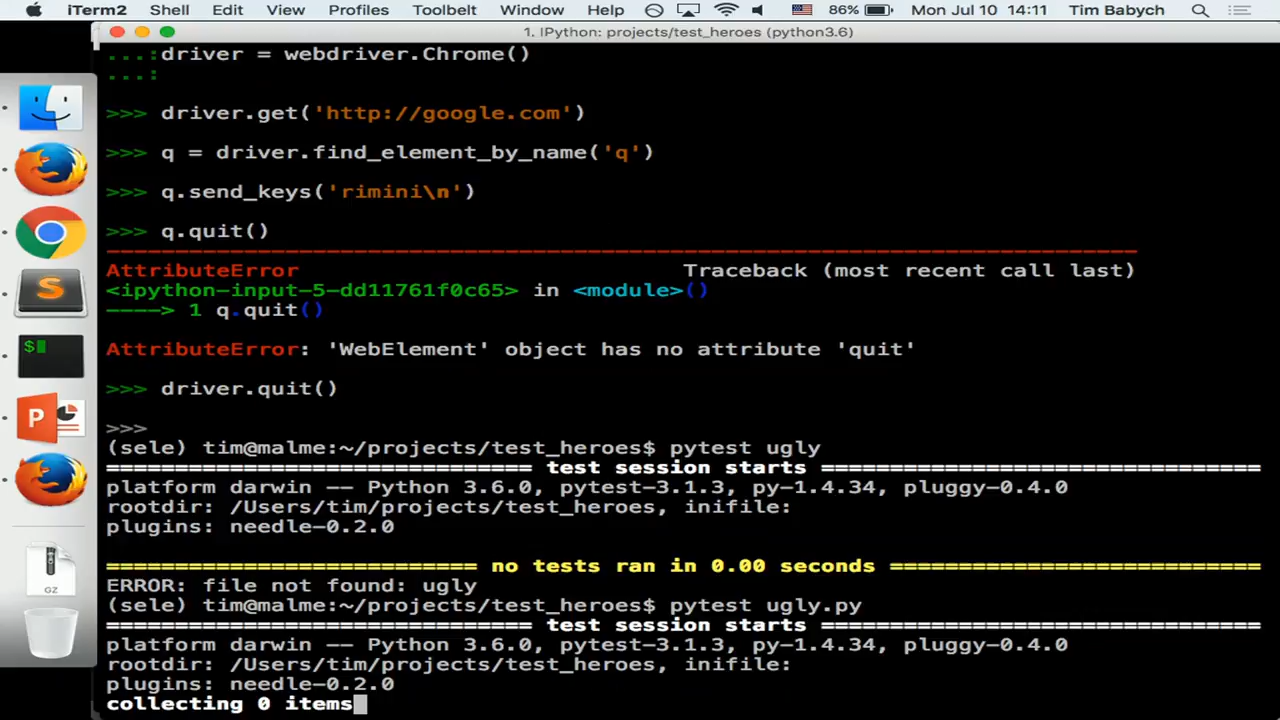 iTerm2 Shell Edit View Profiles Toolbelt Window Help 86% Mon Jul 10 14:11 Tim Babych
1. IPython: projects/test_heroes (python3.6)
...: driver = webdriver.Chrome()
...:
>>> driver.get('http://google.com')
>>> q = driver.find_element_by_name('q')
>>> q.send_keys('rimini\n')
>>> q.quit()
AttributeError Traceback (most recent call last)
<ipython-input-5-dd11761f0c65> in <module>()
----> 1 q.quit()
AttributeError: 'WebElement' object has no attribute 'quit'
>>> driver.quit()
>>>
(sele) tim@malme:~/projects/test_heroes$ pytest ugly
=============================== test session starts ================================
platform darwin -- Python 3.6.0, pytest-3.1.3, py-1.4.34, pluggy-0.4.0
rootdir: /Users/tim/projects/test_heroes, inifile:
plugins: needle-0.2.0
=========================== no tests ran in 0.00 seconds ===========================
ERROR: file not found: ugly
(sele) tim@malme:~/projects/test_heroes$ pytest ugly.py
=============================== test session starts ================================
platform darwin -- Python 3.6.0, pytest-3.1.3, py-1.4.34, pluggy-0.4.0
rootdir: /Users/tim/projects/test_heroes, inifile:
plugins: needle-0.2.0
collecting 0 items
S
$
P
GZ